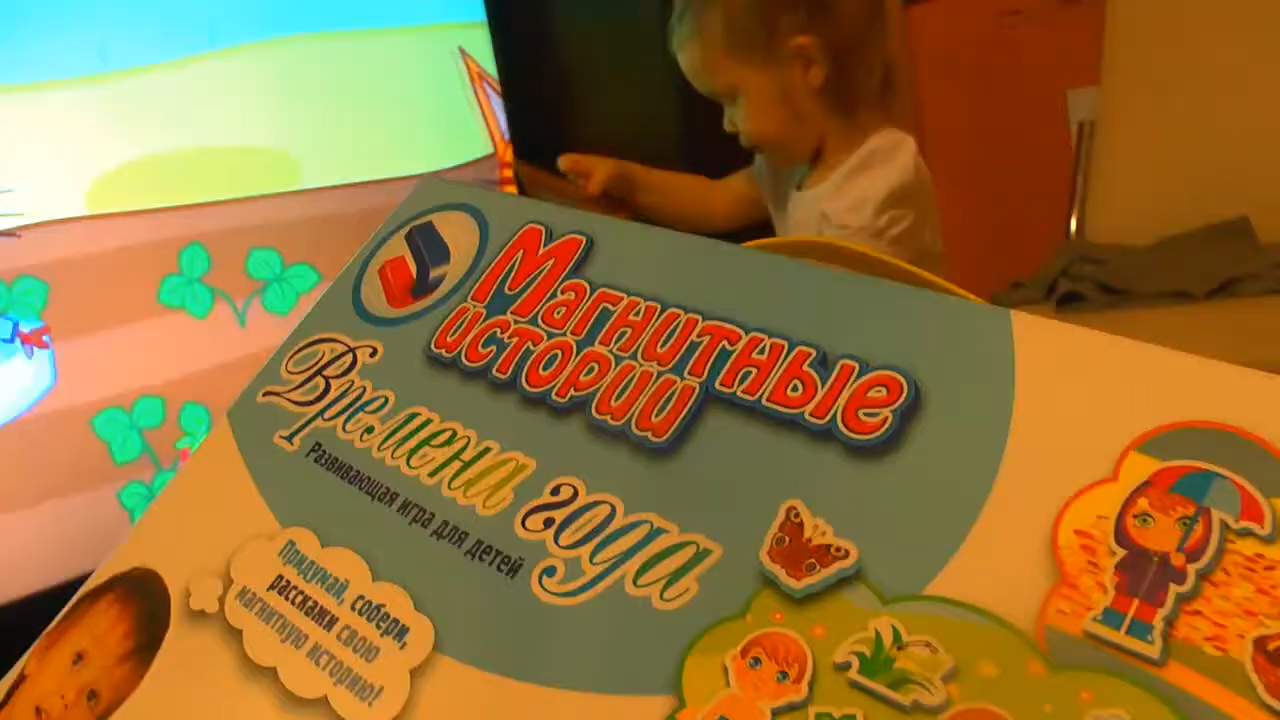 Магнитные
истории
Времена года
Развивающая игра для детей
Придумай, собери,
расскажи свою
магнитную историю!